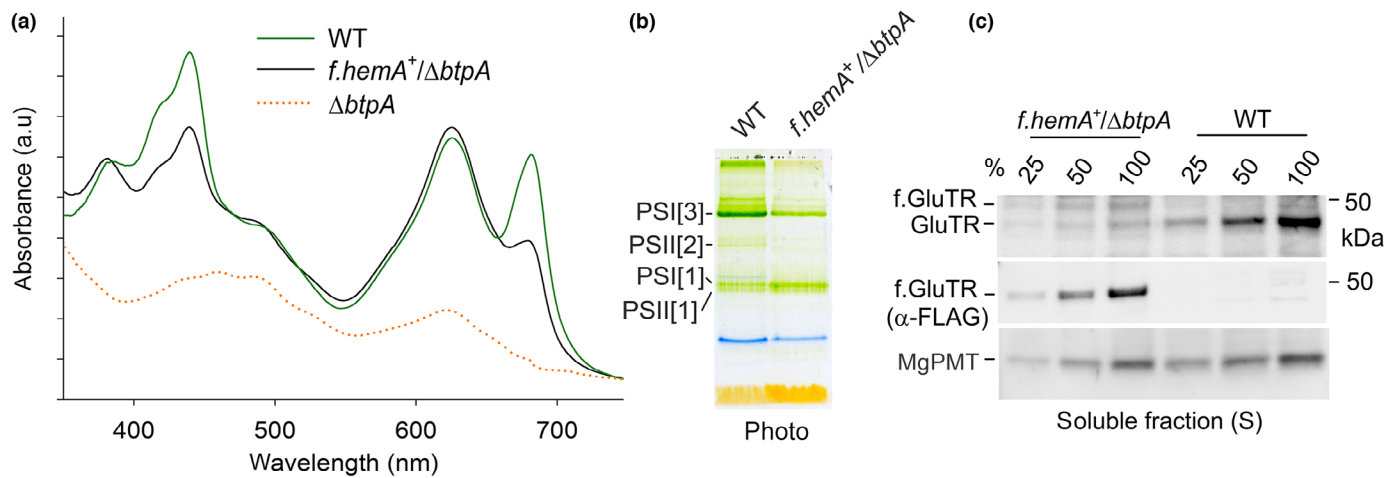 (a)
Absorbance (a.u)
WT
f.hemA⁺/ΔbtpA
ΔbtpA
400 500 600 700
Wavelength (nm)
(b)
WT
f.hemA⁺/ΔbtpA
PSI[3]
PSII[2]
PSI[1]
PSII[1]
Photo
(c)
f.hemA⁺/ΔbtpA WT
% 25 50 100 25 50 100
f.GluTR
GluTR
50
kDa
f.GluTR
(α-FLAG)
50
MgPMT
Soluble fraction (S)